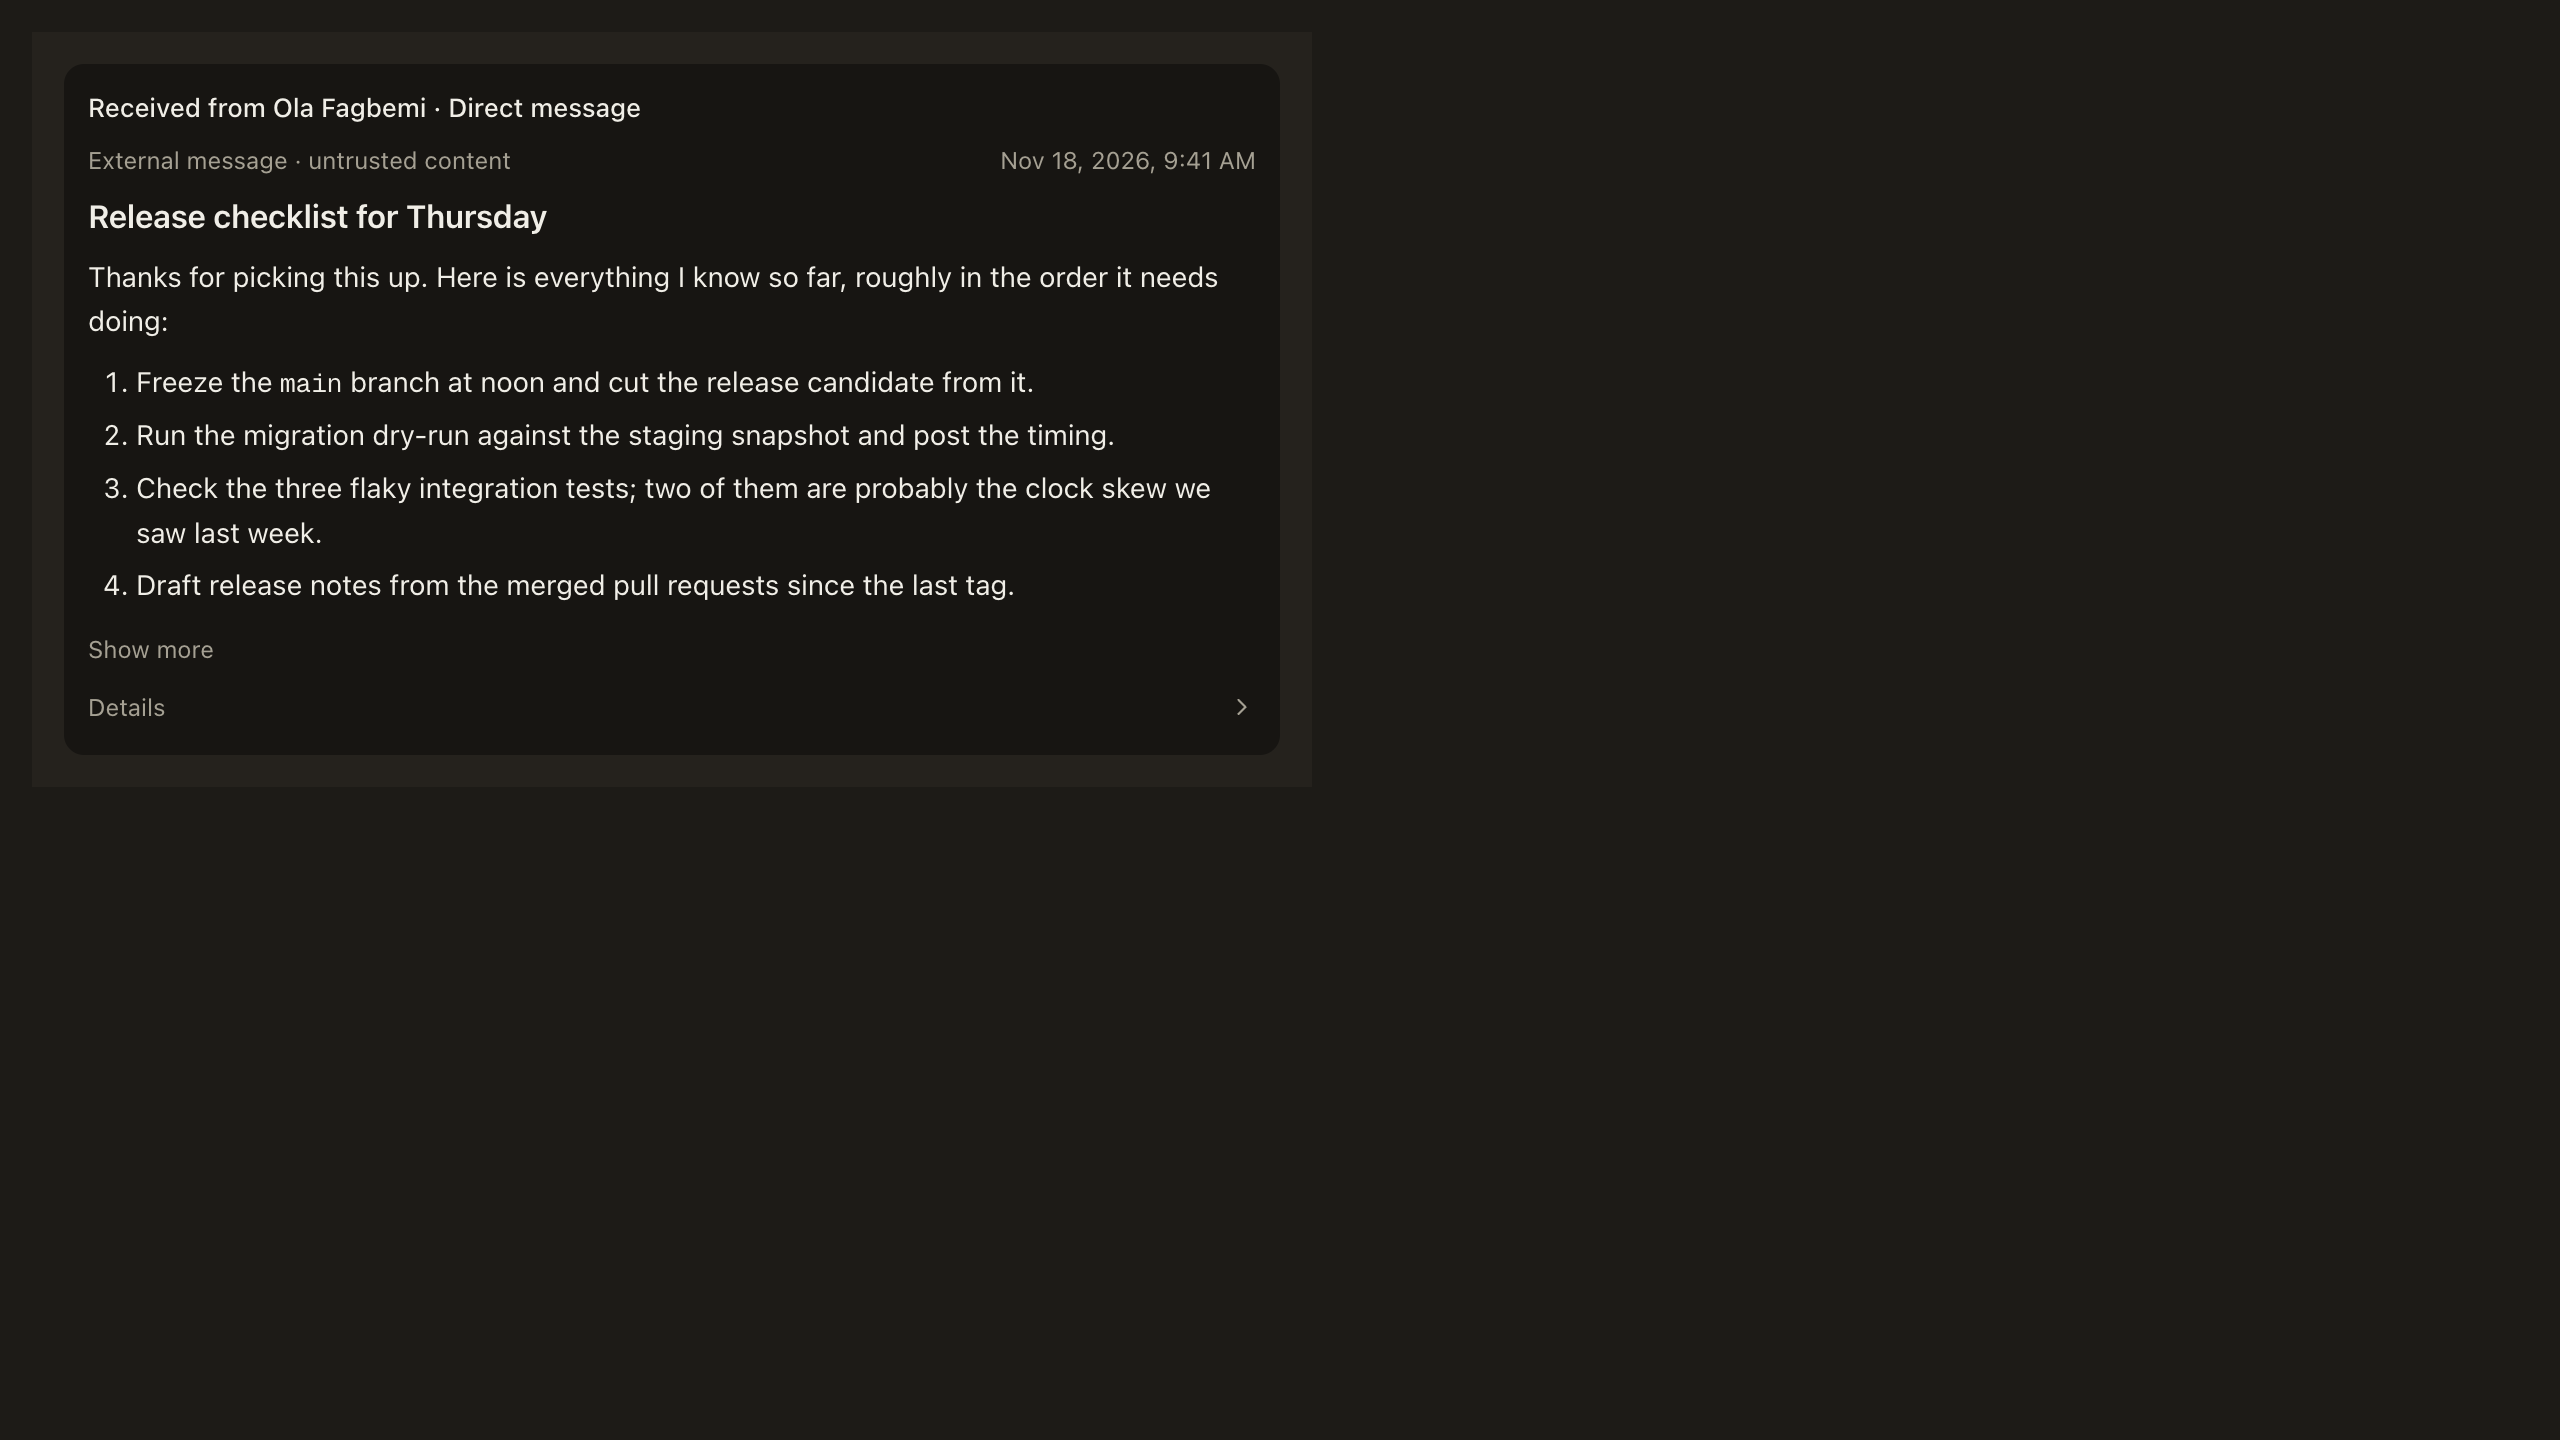 Received from Ola Fagbemi · Direct message
External message · untrusted content
Nov 18, 2026, 9:41 AM
Release checklist for Thursday
Thanks for picking this up. Here is everything I know so far, roughly in the order it needs
doing:
1. Freeze the main branch at noon and cut the release candidate from it.
2. Run the migration dry-run against the staging snapshot and post the timing.
3. Check the three flaky integration tests; two of them are probably the clock skew we
saw last week.
4. Draft release notes from the merged pull requests since the last tag.
Show more
Details